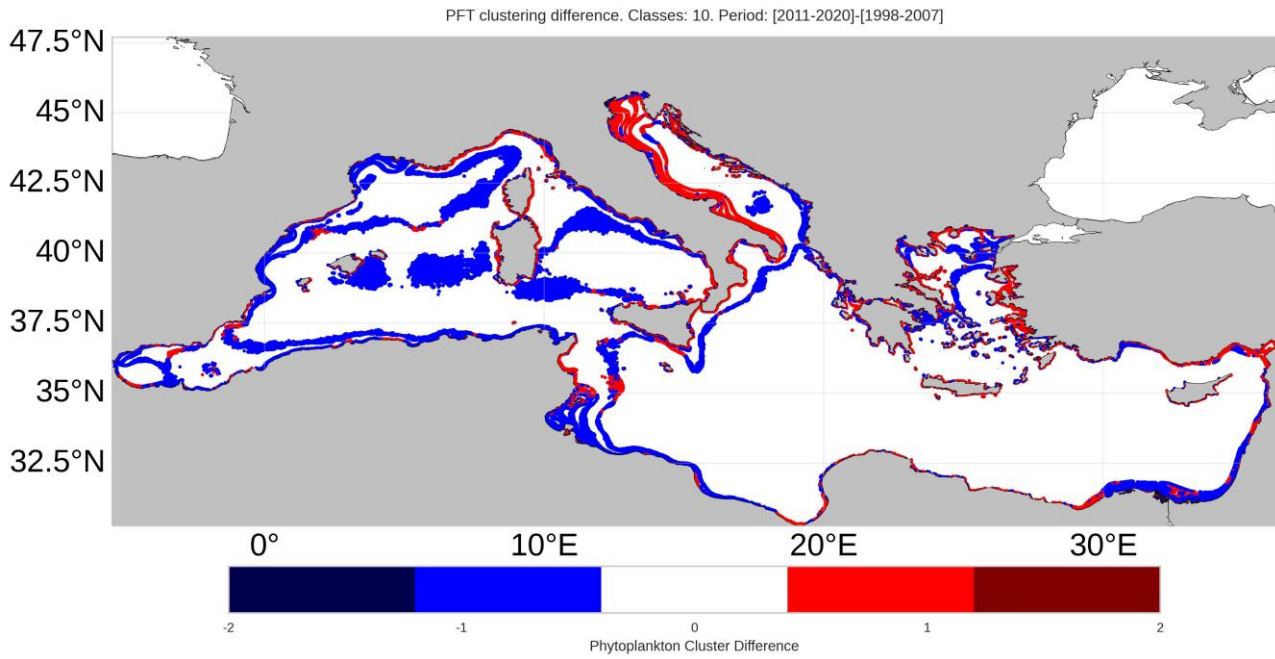 PFT clustering difference. Classes: 10. Period: [2011-2020]-[1998-2007]
47.5°N
45°N
42.5°N
40°N
37.5°N
35°N
32.5°N
0° 10°E 20°E 30°E
-2 -1 0 1 2
Phytoplankton Cluster Difference